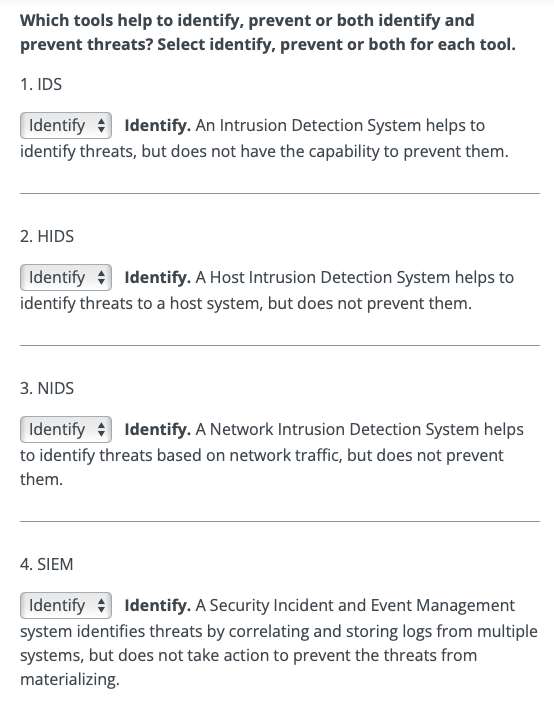 Which tools help to identify, prevent or both identify and
prevent threats? Select identify, prevent or both for each tool.
1. IDS
Identify Identify. An Intrusion Detection System helps to
identify threats, but does not have the capability to prevent them.
2. HIDS
Identify Identify. A Host Intrusion Detection System helps to
identify threats to a host system, but does not prevent them.
3. NIDS
Identify Identify. A Network Intrusion Detection System helps
to identify threats based on network traffic, but does not prevent
them.
4. SIEM
Identify Identify. A Security Incident and Event Management
system identifies threats by correlating and storing logs from multiple
systems, but does not take action to prevent the threats from
materializing.